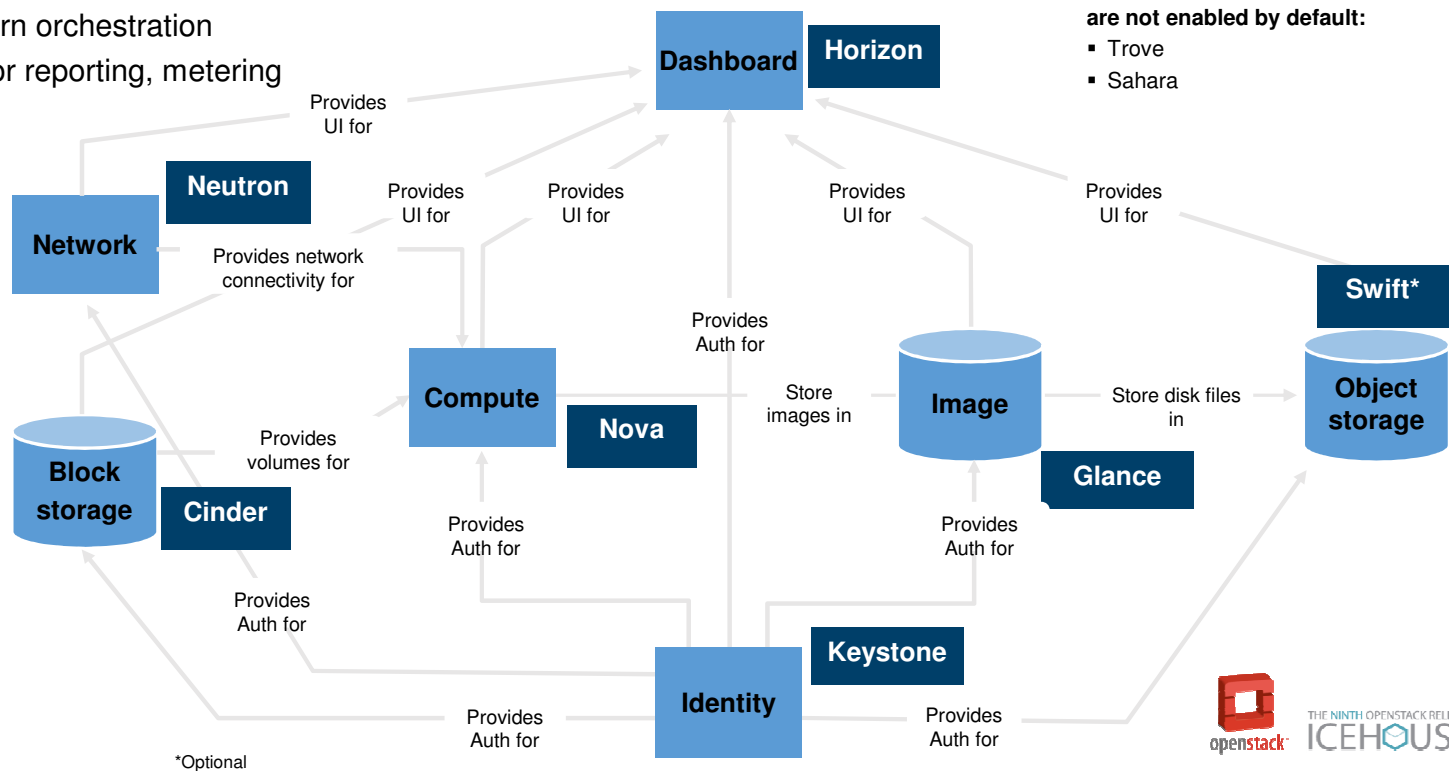 rn orchestration
or reporting, metering
are not enabled by default:
▪ Trove
▪ Sahara
Dashboard
Horizon
Provides
UI for
Neutron
Network
Provides
UI for
Provides
UI for
Provides
UI for
Provides
UI for
Provides network
connectivity for
Swift*
Provides
Auth for
Compute
Nova
Store
images in
Image
Glance
Store disk files
in
Object
storage
Block
storage
Cinder
Provides
volumes for
Provides
Auth for
Provides
Auth for
Provides
Auth for
Keystone
Identity
Provides
Auth for
Provides
Auth for
*Optional
openstack
THE NINTH OPENSTACK REL
ICEHOUS